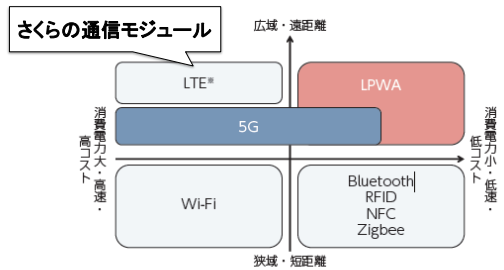 さくらの通信モジュール
広域・遠距離
LTE※
LPWA
5G
消費電力大・高速・
高コスト
消費電力小・低速・
低コスト
Wi-Fi
Bluetooth
RFID
NFC
Zigbee
狭域・短距離